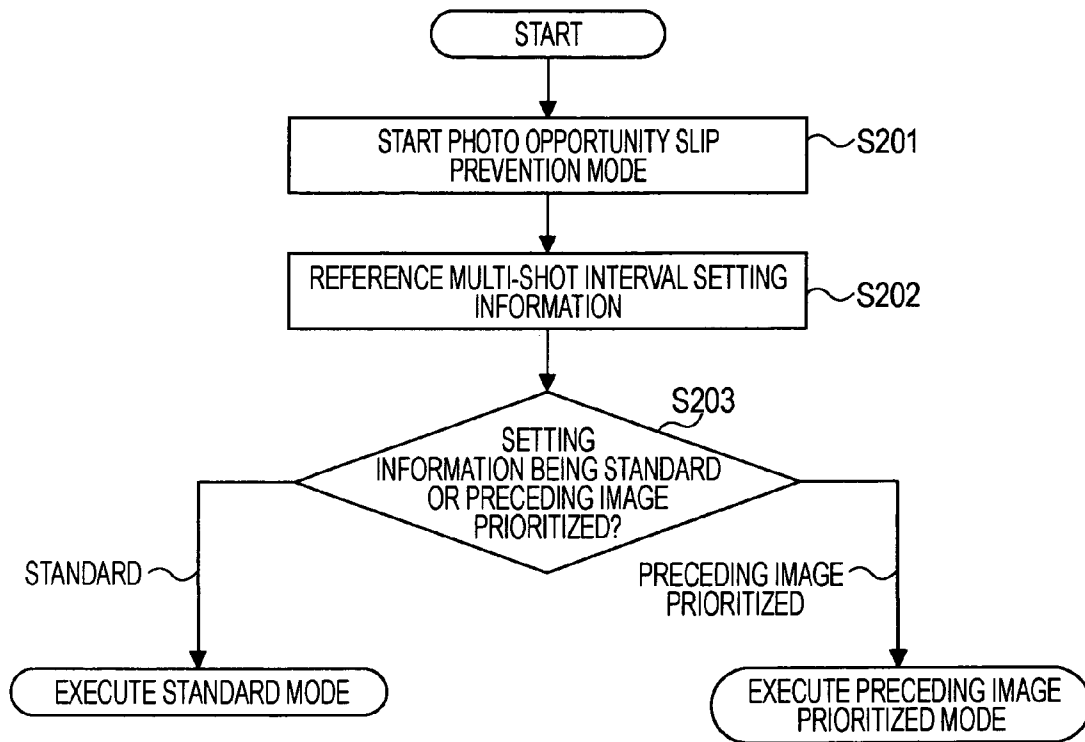 START
START PHOTO OPPORTUNITY SLIP
PREVENTION MODE
S201
REFERENCE MULTI-SHOT INTERVAL SETTING
INFORMATION
S202
S203
SETTING
INFORMATION BEING STANDARD
OR PRECEDING IMAGE
PRIORITIZED?
STANDARD
PRECEDING IMAGE
PRIORITIZED
EXECUTE STANDARD MODE
EXECUTE PRECEDING IMAGE
PRIORITIZED MODE